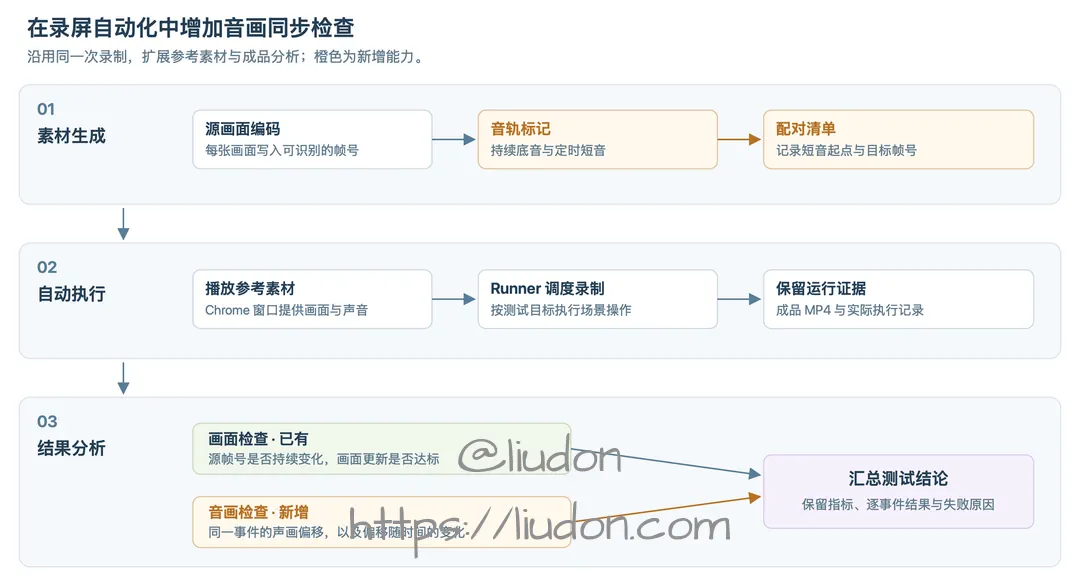 在录屏自动化中增加音画同步检查
沿用同一次录制，扩展参考素材与成品分析；橙色为新增能力。
01
素材生成
源画面编码
每张画面写入可识别的帧号
音轨标记
持续底音与定时短音
配对清单
记录短音起点与目标帧号
02
自动执行
播放参考素材
Chrome 窗口提供画面与声音
Runner 调度录制
按测试目标执行场景操作
保留运行证据
成品 MP4 与实际执行记录
03
结果分析
画面检查 · 已有
源帧号是否持续变化，画面更新是否达标
音画检查 · 新增
同一事件的声画偏移，以及偏移随时间的变化
汇总测试结论
保留指标、逐事件结果与失败原因
@liudon
https://liudon.com